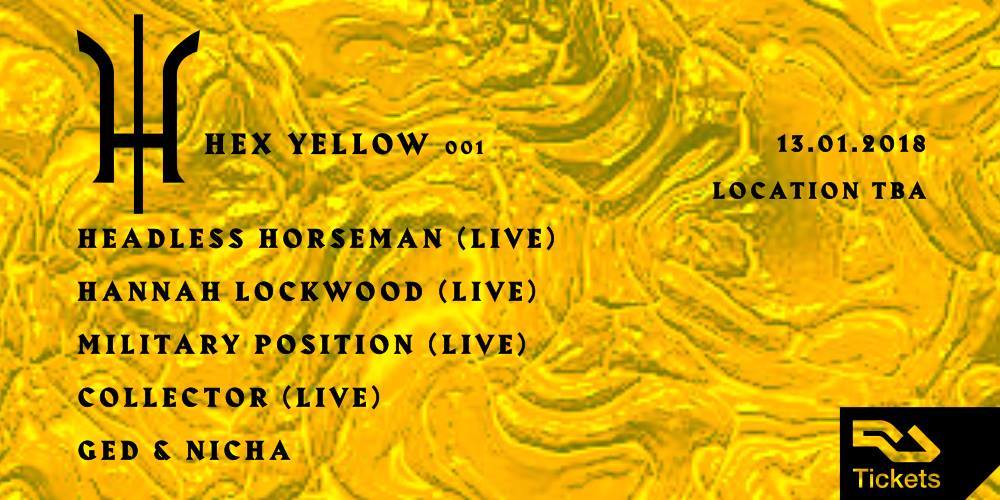 HEX YELLOW 001
13.01.2018
LOCATION TBA
HEADLESS HORSEMAN (LIVE)
HANNAH LOCKWOOD (LIVE)
MILITARY POSITION (LIVE)
COLLECTOR (LIVE)
GED & NICHA
RA
Tickets